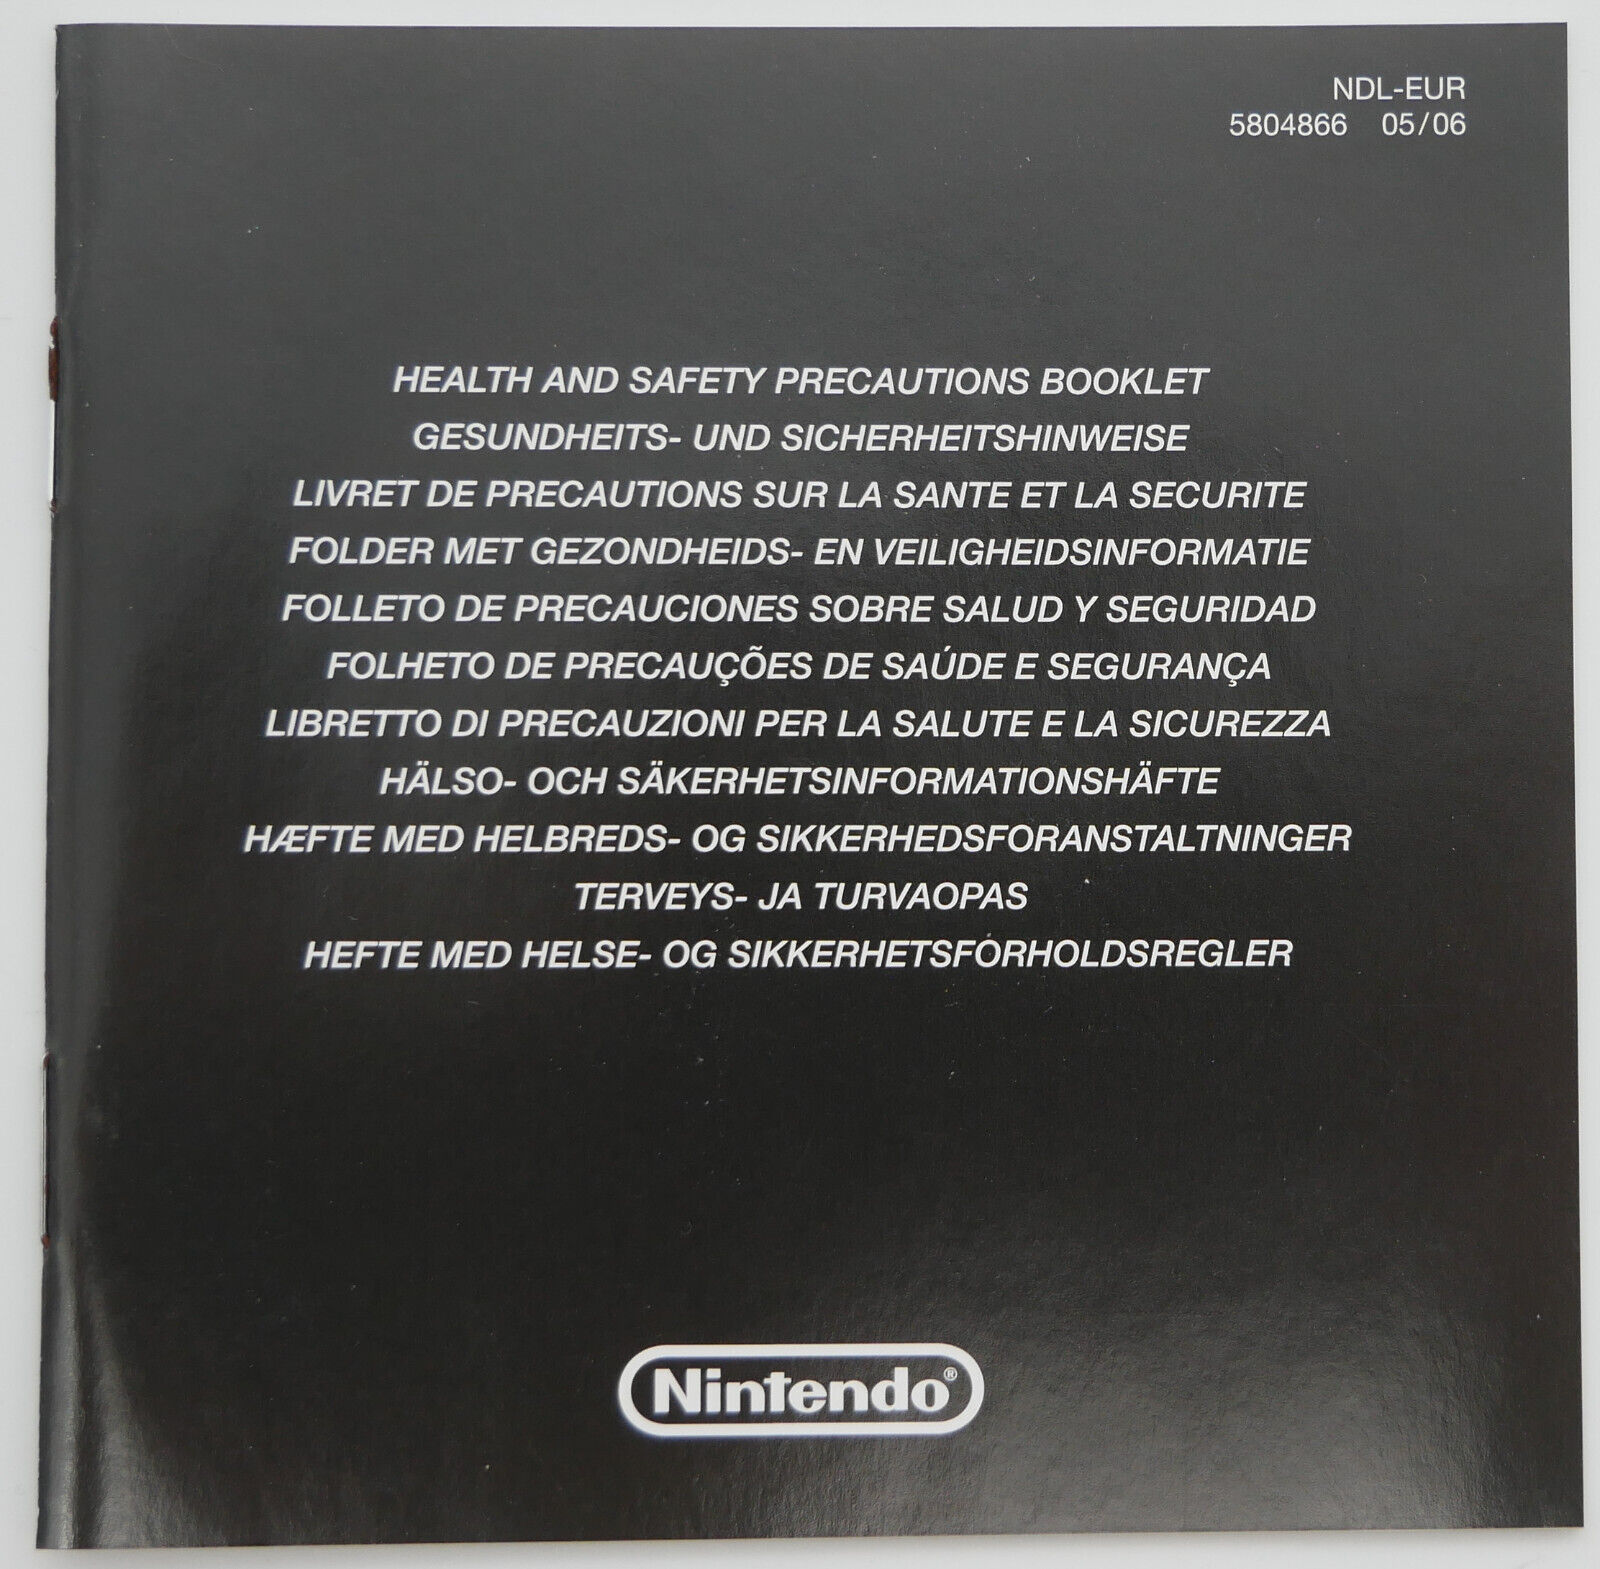 NDL-EUR
5804866 05/06
HEALTH AND SAFETY PRECAUTIONS BOOKLET
GESUNDHEITS- UND SICHERHEITSHINWEISE
LIVRET DE PRECAUTIONS SUR LA SANTE ET LA SECURITE
FOLDER MET GEZONDHEIDS- EN VEILIGHEIDSINFORMATIE
FOLLETO DE PRECAUCIONES SOBRE SALUD Y SEGURIDAD
FOLHETO DE PRECAUÇÕES DE SAÚDE E SEGURANÇA
LIBRETTO DI PRECAUZIONI PER LA SALUTE E LA SICUREZZA
HÄLSO- OCH SÄKERHETSINFORMATIONSHÄFTE
HÆFTE MED HELBREDS- OG SIKKERHEDSFORANSTALTNINGER
TERVEYS- JA TURVAOPAS
HEFTE MED HELSE- OG SIKKERHETSFORHOLDSREGLER
Nintendo®